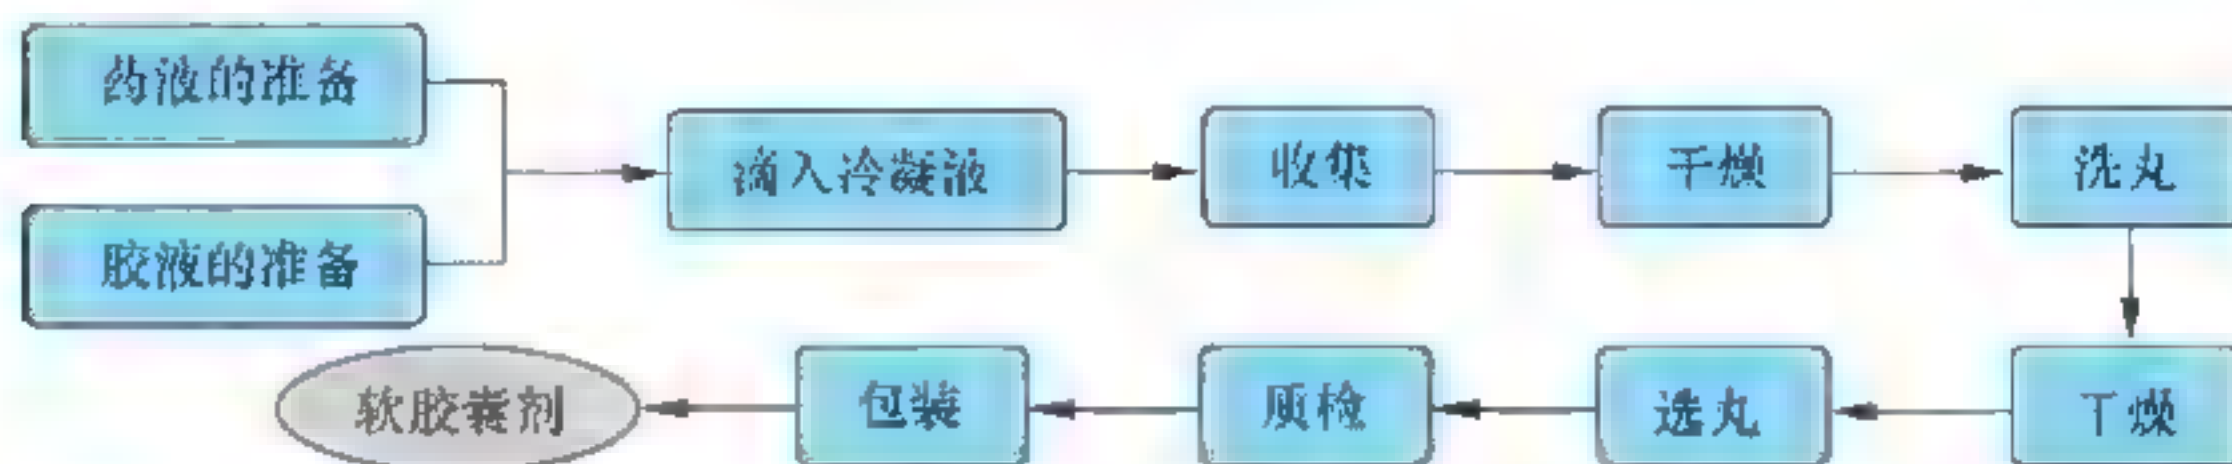 药液的准备
胶液的准备
滴入冷凝液
收集
干燥
洗丸
干燥
选丸
质检
包装
软胶囊剂